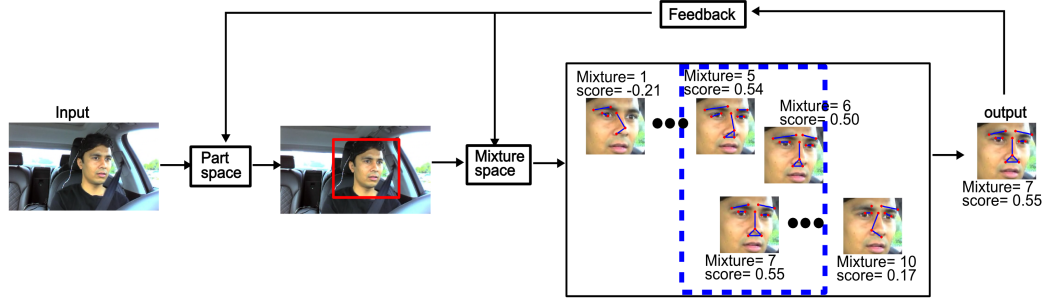 Feedback
Input
Part
space
Mixture
space
Mixture= 1
score= -0.21
Mixture= 5
score= 0.54
Mixture= 6
score= 0.50
Mixture= 7
score= 0.55
Mixture= 10
score= 0.17
output
Mixture= 7
score= 0.55